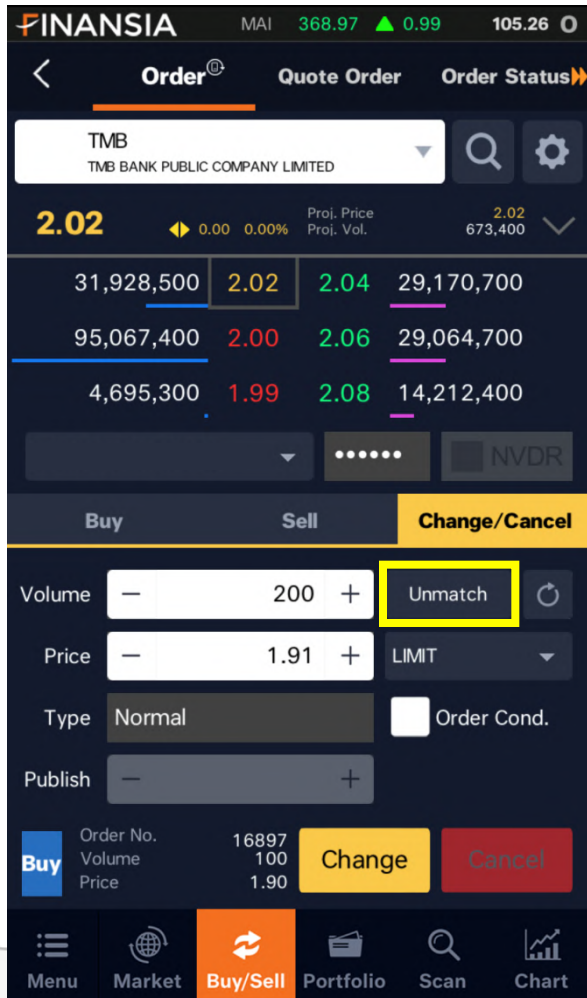 FINANSIA MAI 368.97 ▲ 0.99 105.26 O
Order Quote Order Order Status
TMB
TMB BANK PUBLIC COMPANY LIMITED
2.02 0.00 0.00% Proj. Price 2.02
Proj. Vol. 673,400
31,928,500 2.02 2.04 29,170,700
95,067,400 2.00 2.06 29,064,700
4,695,300 1.99 2.08 14,212,400
•••••• NVDR
Buy Sell Change/Cancel
Volume − 200 + Unmatch
Price − 1.91 + LIMIT
Type Normal Order Cond.
Publish − +
Buy Order No. 16897 Change Cancel
Volume 100
Price 1.90
Menu Market Buy/Sell Portfolio Scan Chart